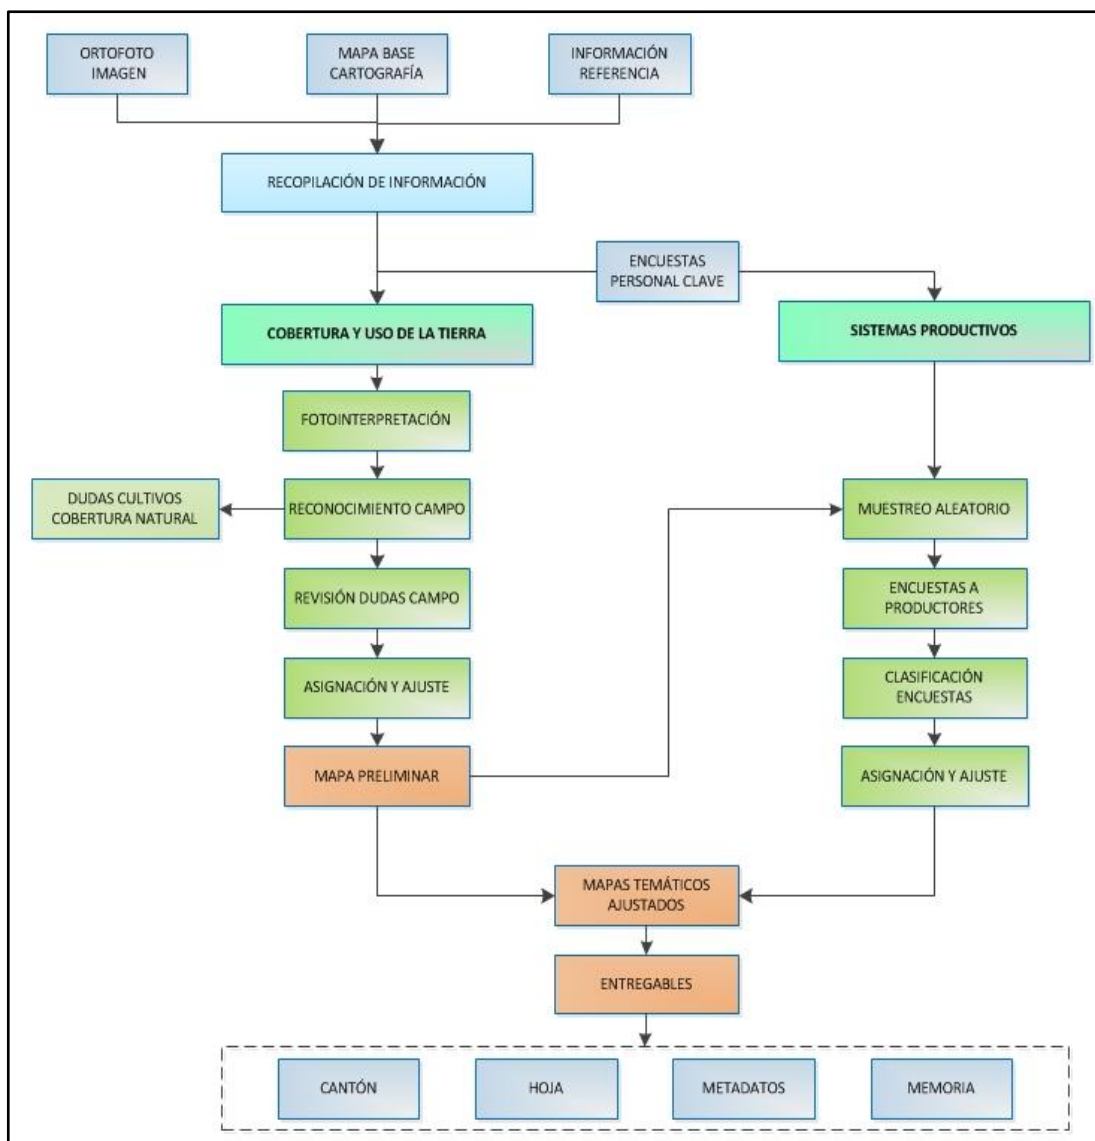 ORTOFOTO
IMAGEN
MAPA BASE
CARTOGRAFÍA
INFORMACIÓN
REFERENCIA
RECOPILACIÓN DE INFORMACIÓN
ENCUESTAS
PERSONAL CLAVE
COBERTURA Y USO DE LA TIERRA
SISTEMAS PRODUCTIVOS
FOTOINTERPRETACIÓN
DUDAS CULTIVOS
COBERTURA NATURAL
RECONOCIMIENTO CAMPO
MUESTREO ALEATORIO
REVISIÓN DUDAS CAMPO
ENCUESTAS A
PRODUCTORES
ASIGNACIÓN Y AJUSTE
CLASIFICACIÓN
ENCUESTAS
MAPA PRELIMINAR
ASIGNACIÓN Y AJUSTE
MAPAS TEMÁTICOS
AJUSTADOS
ENTREGABLES
CANTÓN
HOJA
METADATOS
MEMORIA